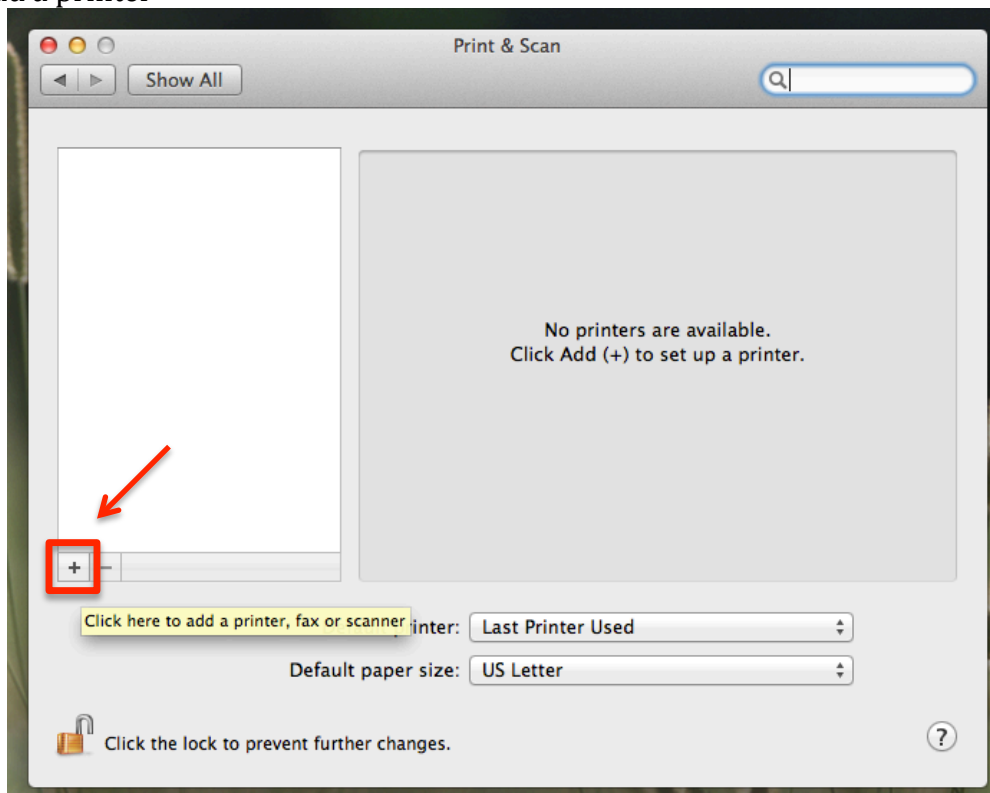 a printer
Print & Scan
Show All
No printers are available.
Click Add (+) to set up a printer.
+ –
Click here to add a printer, fax or scanner
Last Printer Used
Default paper size: US Letter
Click the lock to prevent further changes.
?